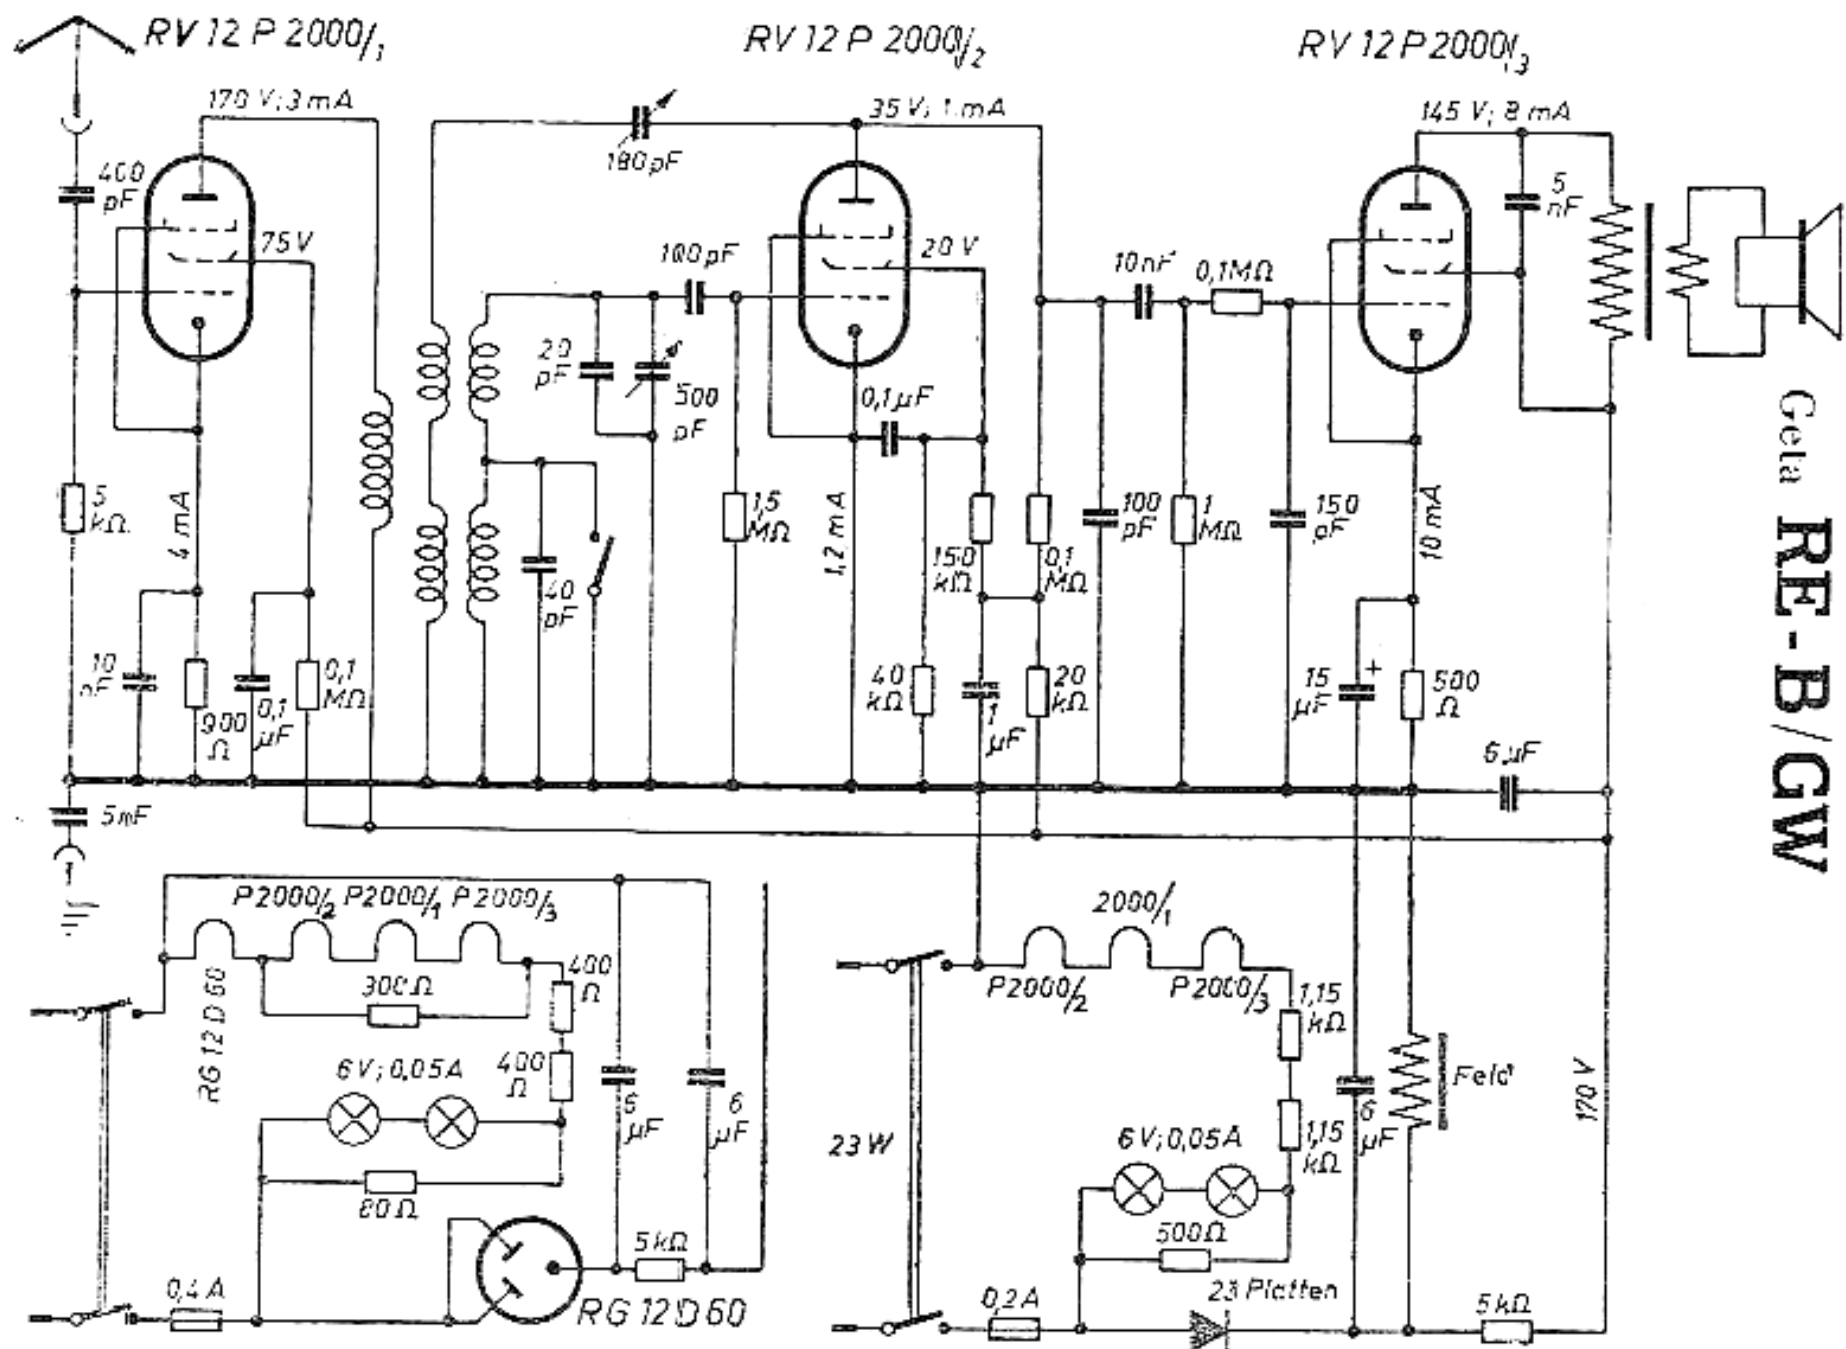 RV 12 P 2000/1
RV 12 P 2000/2
RV 12 P 2000/3
170 V; 3 mA
35 V; 1 mA
145 V; 8 mA
180 pF
400
pF
75 V
100 pF
20 V
10 nF
0,1 MΩ
5
nF
20
pF
500
pF
0,1 µF
Geta RE-B/GW
5
kΩ
4 mA
1,5
MΩ
1,2 mA
150
kΩ
0,1
MΩ
100
pF
1
MΩ
150
pF
10 mA
40
pF
10
nF
900
Ω
0,1
µF
0,1
MΩ
40
kΩ
1
µF
20
kΩ
15
µF
+
500
Ω
6 µF
5 nF
P2000/2 P2000/1 P2000/3
2000/1
P2000/2
P2000/3
300 Ω
400
Ω
RG 12 D 60
400
Ω
6 V; 0,05 A
6
µF
6
µF
80 Ω
5 kΩ
0,4 A
RG 12 D 60
1,15
kΩ
1,15
kΩ
6
µF
Feld
170 V
23 W
6 V; 0,05 A
500 Ω
23 Platten
0,2 A
5 kΩ